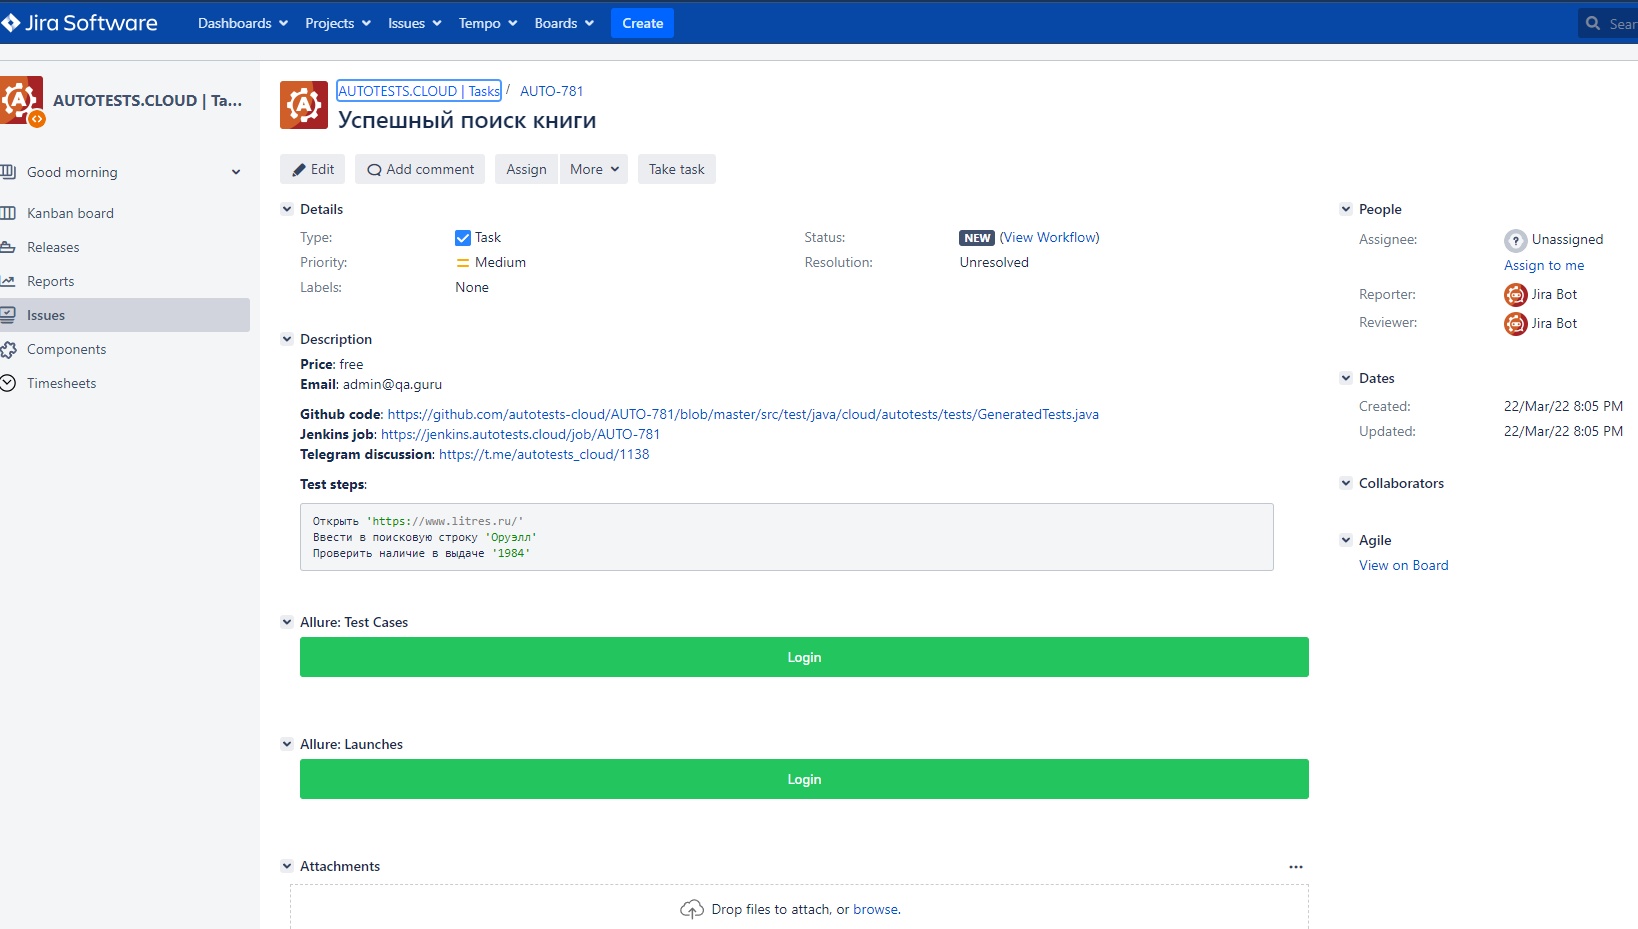 Jira Software
Dashboards
Projects
Issues
Tempo
Boards
Create
AUTOTESTS.CLOUD | Ta...
Good morning
Kanban board
Releases
Reports
Issues
Components
Timesheets
AUTOTESTS.CLOUD | Tasks / AUTO-781
Успешный поиск книги
Edit
Add comment
Assign
More
Take task
Details
Type: Task
Priority: Medium
Labels: None
Status: NEW (View Workflow)
Resolution: Unresolved
Description
Price: free
Email: admin@qa.guru
Github code: https://github.com/autotests-cloud/AUTO-781/blob/master/src/test/java/cloud/autotests/tests/GeneratedTests.java
Jenkins job: https://jenkins.autotests.cloud/job/AUTO-781
Telegram discussion: https://t.me/autotests_cloud/1138
Test steps:
Открыть 'https://www.litres.ru/'
Ввести в поисковую строку 'Оруэлл'
Проверить наличие в выдаче '1984'
Allure: Test Cases
Login
Allure: Launches
Login
Attachments
Drop files to attach, or browse.
People
Assignee: Unassigned
Assign to me
Reporter: Jira Bot
Reviewer: Jira Bot
Dates
Created: 22/Mar/22 8:05 PM
Updated: 22/Mar/22 8:05 PM
Collaborators
Agile
View on Board